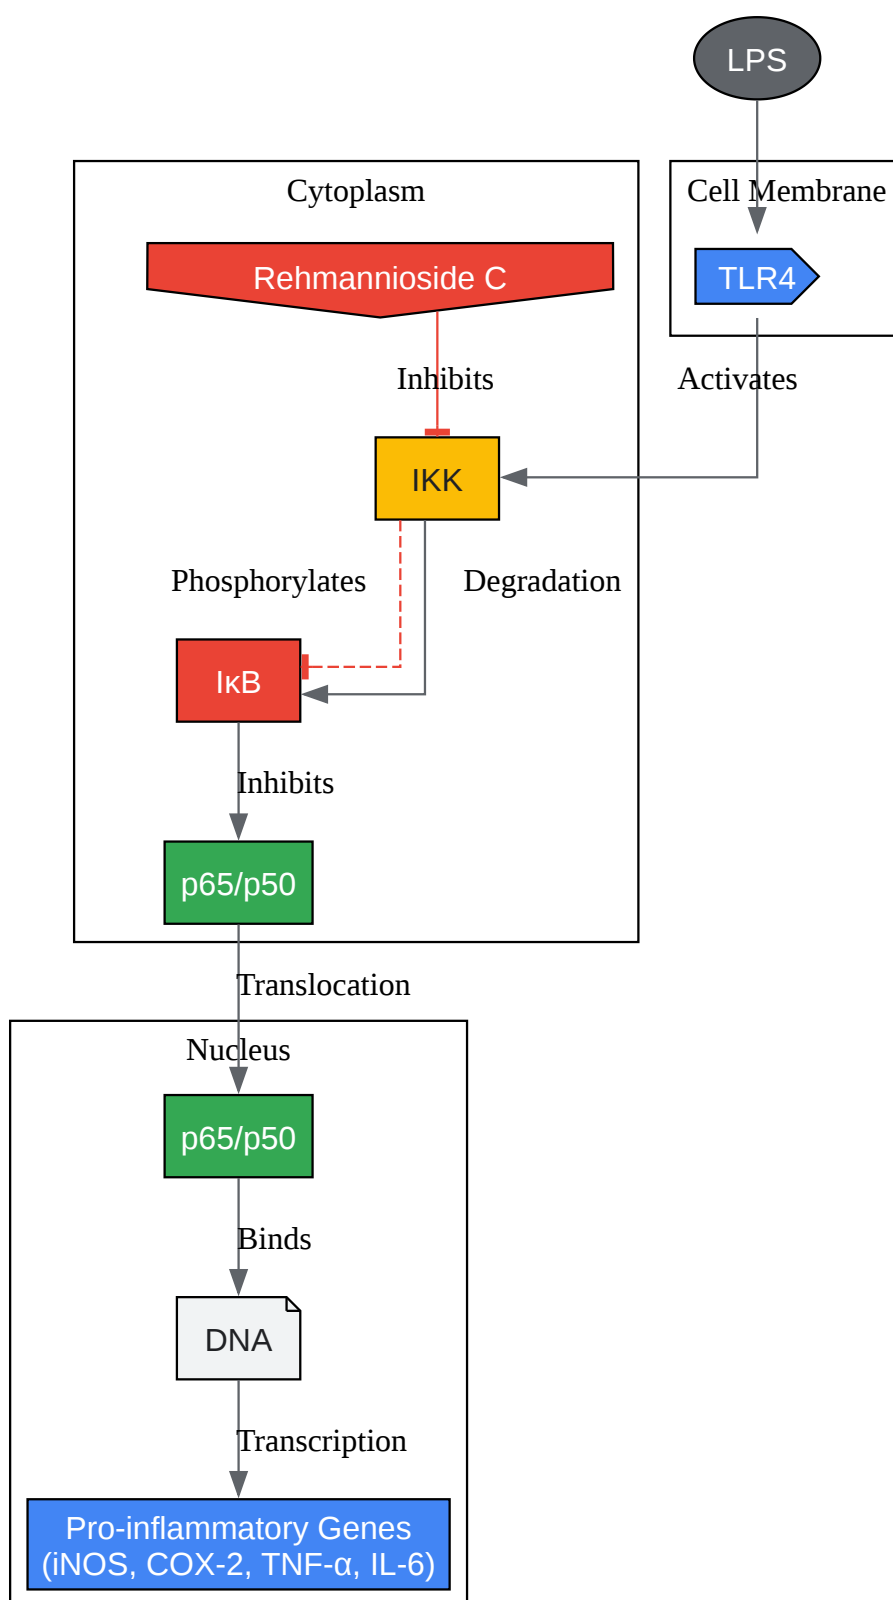 LPS
Cytoplasm
Cell Membrane
Rehmannioside C
TLR4
Inhibits
Activates
IKK
Phosphorylates
Degradation
IκB
Inhibits
p65/p50
Translocation
Nucleus
p65/p50
Binds
DNA
Transcription
Pro-inflammatory Genes
(iNOS, COX-2, TNF-α, IL-6)